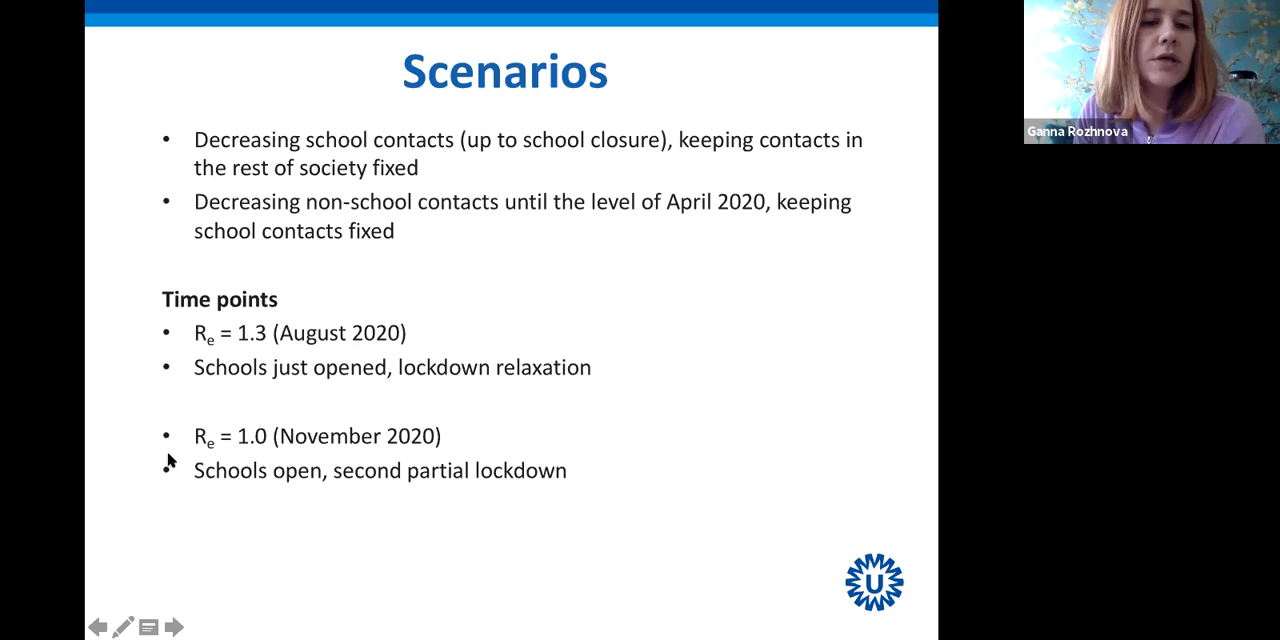 Scenarios
• Decreasing school contacts (up to school closure), keeping contacts in
the rest of society fixed
• Decreasing non-school contacts until the level of April 2020, keeping
school contacts fixed
Time points
• Re = 1.3 (August 2020)
• Schools just opened, lockdown relaxation
• Re = 1.0 (November 2020)
• Schools open, second partial lockdown
U
Ganna Rozhnova